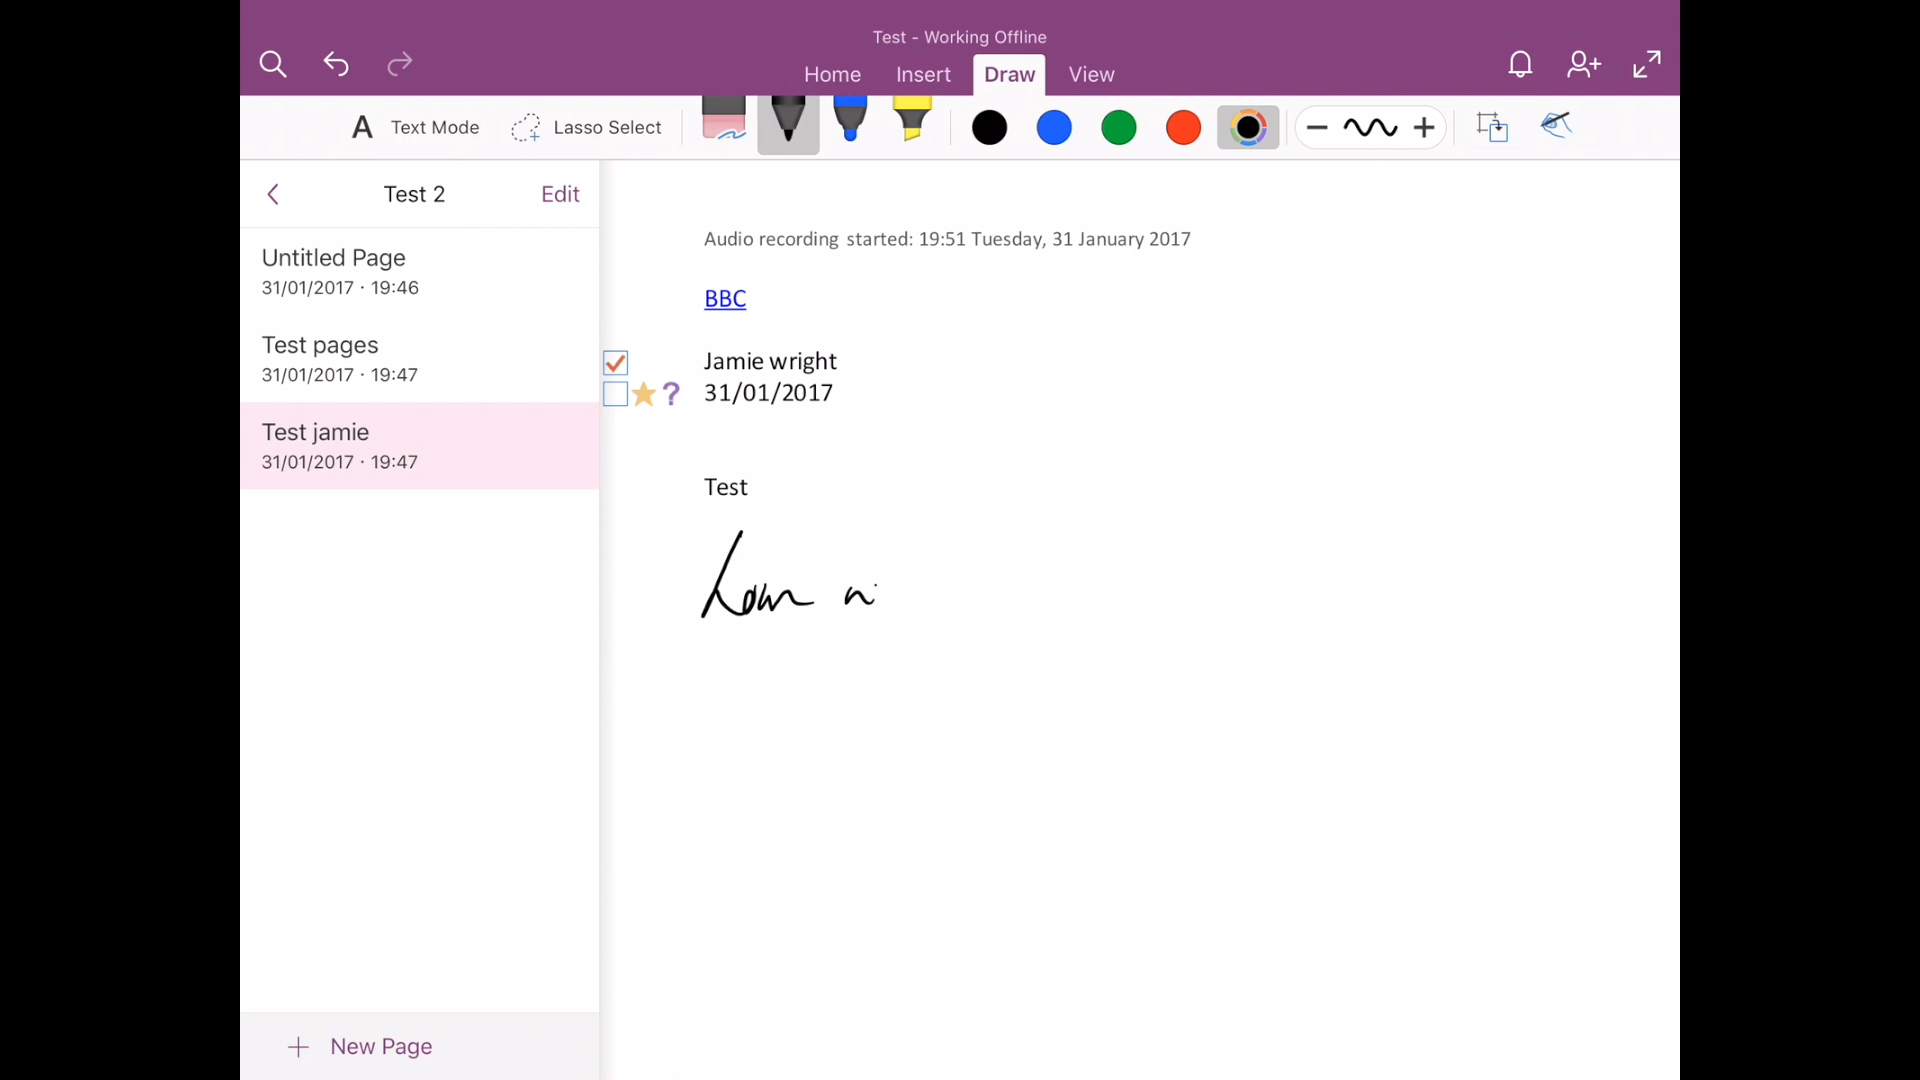 Test - Working Offline
Home Insert Draw View
A Text Mode Lasso Select
Test 2 Edit
Untitled Page
31/01/2017 · 19:46
Test pages
31/01/2017 · 19:47
Test jamie
31/01/2017 · 19:47
New Page
Audio recording started: 19:51 Tuesday, 31 January 2017
BBC
Jamie wright
? 31/01/2017
Test